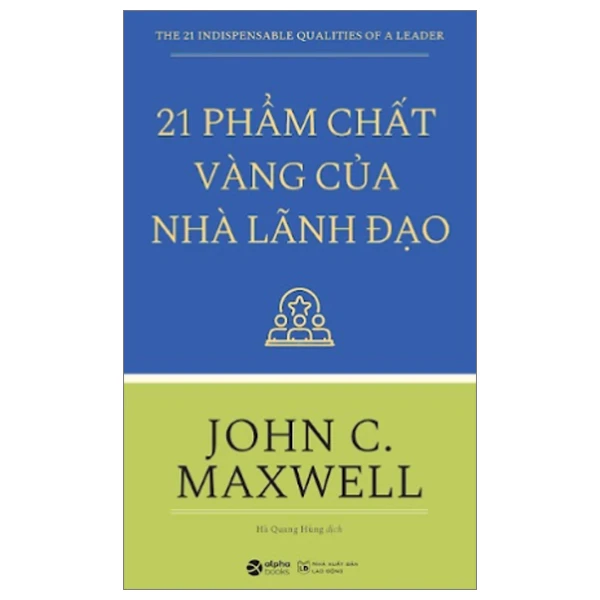 THE 21 INDISPENSABLE QUALITIES OF A LEADER
21 PHẨM CHẤT
VÀNG CỦA
NHÀ LÃNH ĐẠO
JOHN C.
MAXWELL
Hà Quang Hùng dịch
alpha books
NHÀ XUẤT BẢN
LAO ĐỘNG